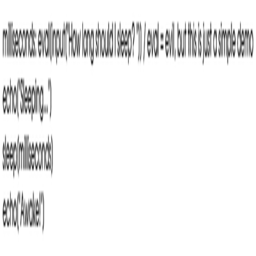 milliseconds: eval(input("How long should I sleep? ")) / eval = evil, but this is just a simple demo
echo("Sleeping...")
sleep(milliseconds)
echo("Awake!")